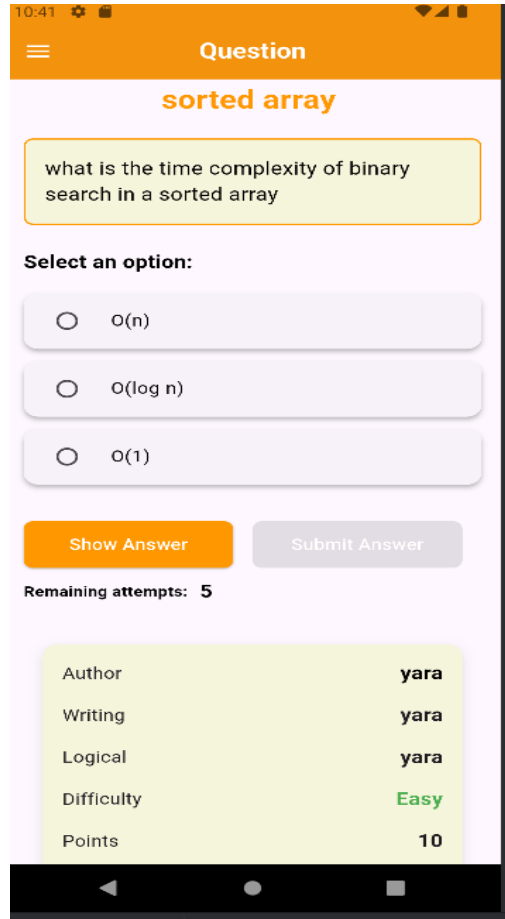 10:41
Question
sorted array
what is the time complexity of binary
search in a sorted array
Select an option:
O(n)
O(log n)
O(1)
Show Answer Submit Answer
Remaining attempts: 5
Author yara
Writing yara
Logical yara
Difficulty Easy
Points 10